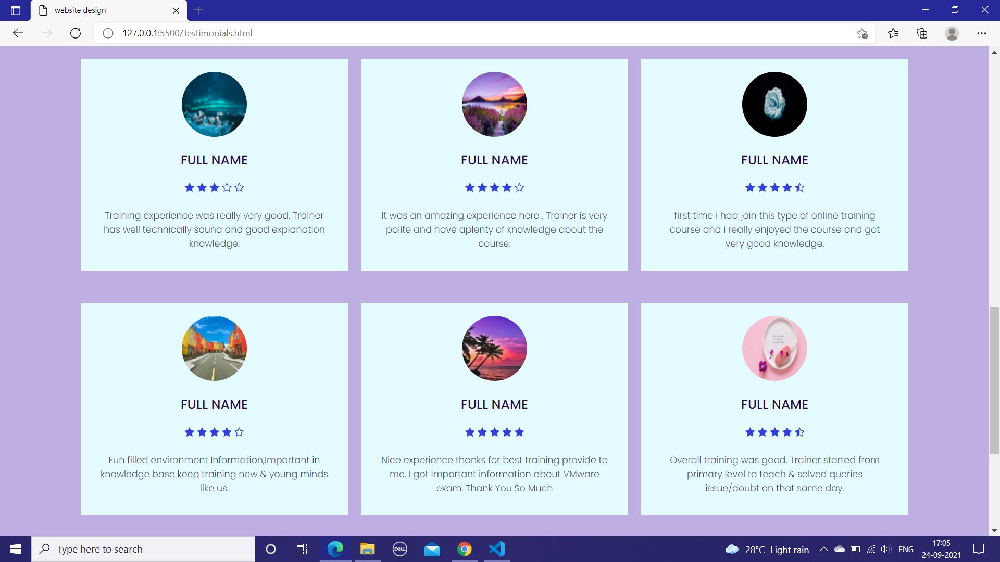 website design
127.0.0.1:5500/Testimonials.html
FULL NAME
Training experience was really very good. Trainer
has well technically sound and good explanation
knowledge.
FULL NAME
It was an amazing experience here . Trainer is very
polite and have aplenty of knowledge about the
course.
FULL NAME
first time i had join this type of online training
course and i really enjoyed the course and got
very good knowledge.
FULL NAME
Fun filled environment Information,Important in
knowledge base keep training new & young minds
like us.
FULL NAME
Nice experience thanks for best training provide to
me. I got important information about VMware
exam. Thank You So Much
FULL NAME
Overall training was good. Trainer started from
primary level to teach & solved queries
issue/doubt on that same day.
Type here to search
DELL
28°C Light rain
ENG
17:05
24-09-2021